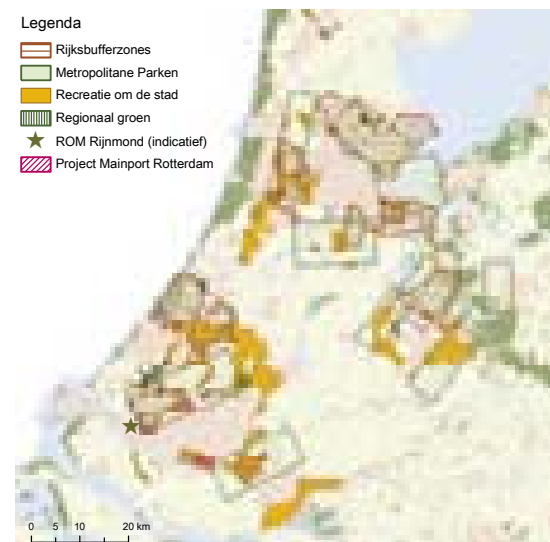 Legenda
Rijksbufferzones
Metropolitane Parken
Recreatie om de stad
Regionaal groen
ROM Rijnmond (indicatief)
Project Mainport Rotterdam
0 5 10 20 km